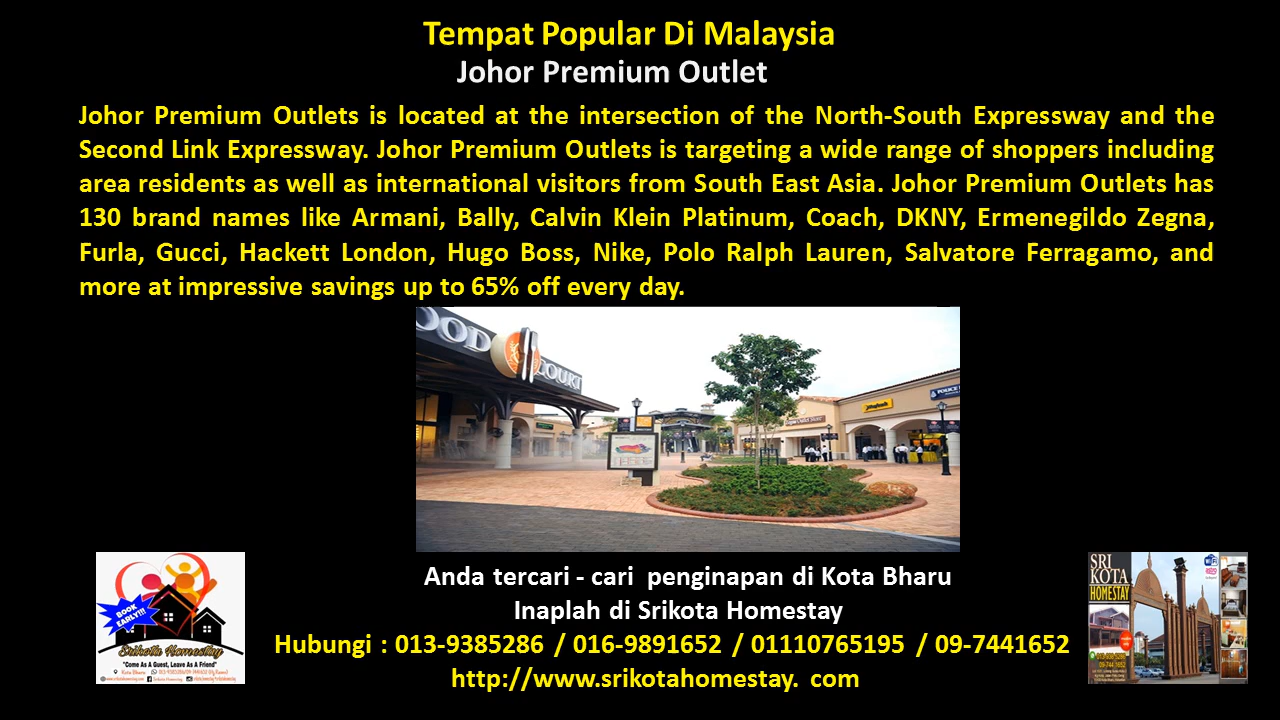 Tempat Popular Di Malaysia
Johor Premium Outlet
Johor Premium Outlets is located at the intersection of the North-South Expressway and the
Second Link Expressway. Johor Premium Outlets is targeting a wide range of shoppers including
area residents as well as international visitors from South East Asia. Johor Premium Outlets has
130 brand names like Armani, Bally, Calvin Klein Platinum, Coach, DKNY, Ermenegildo Zegna,
Furla, Gucci, Hackett London, Hugo Boss, Nike, Polo Ralph Lauren, Salvatore Ferragamo, and
more at impressive savings up to 65% off every day.
OOD COURT
Anda tercari - cari penginapan di Kota Bharu
Inaplah di Srikota Homestay
Hubungi : 013-9385286 / 016-9891652 / 01110765195 / 09-7441652
http://www.srikotahomestay. com
BOOK
EARLY!!!
Srikota Homestay
"Come As A Guest, Leave As A Friend"
Kota Bharu
SRI
KOTA
HOMESTAY